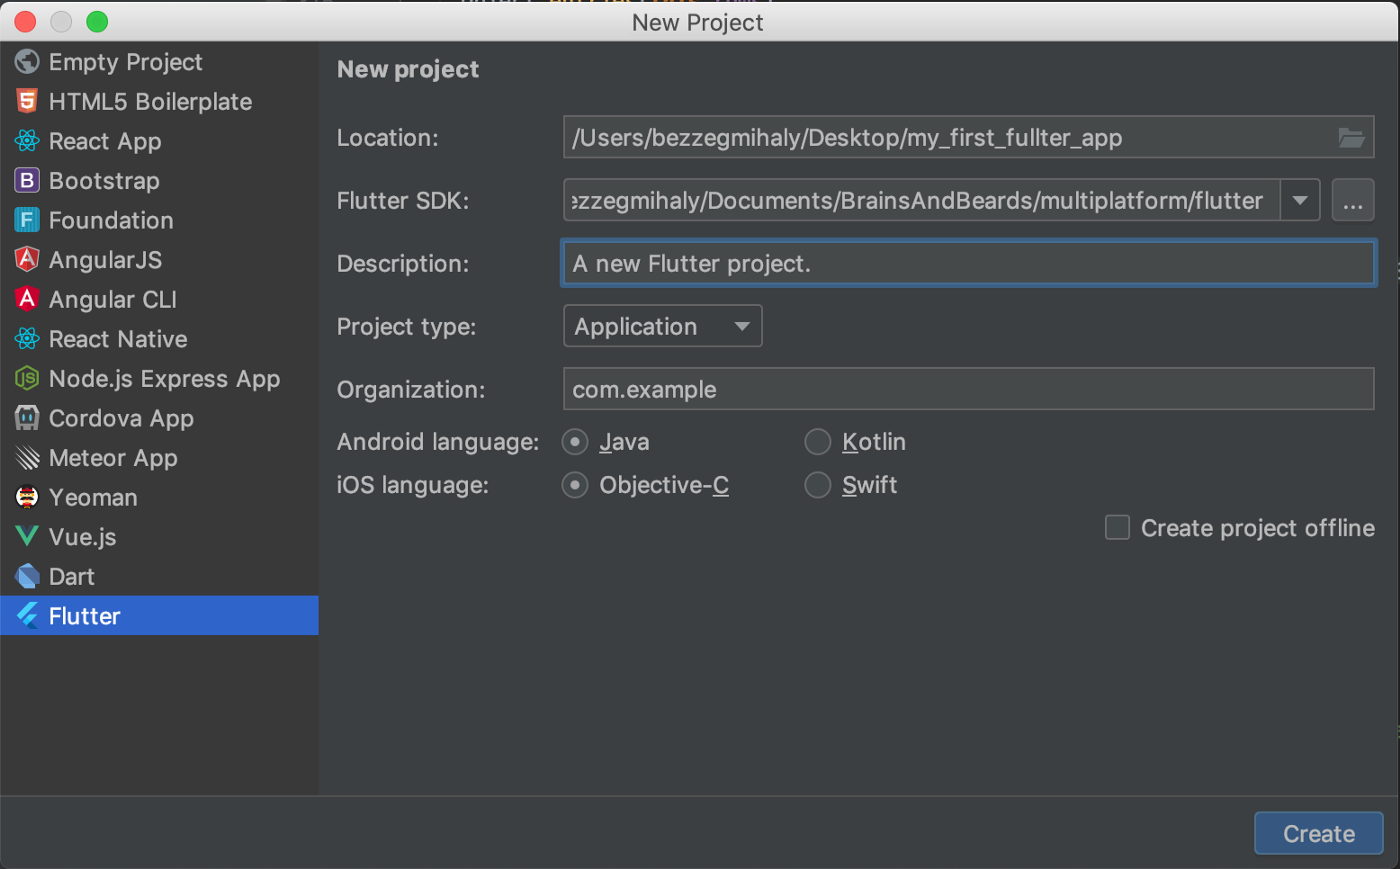 New Project
Empty Project
HTML5 Boilerplate
React App
Bootstrap
Foundation
AngularJS
Angular CLI
React Native
Node.js Express App
Cordova App
Meteor App
Yeoman
Vue.js
Dart
Flutter
New project
Location: /Users/bezzegmihaly/Desktop/my_first_fullter_app
Flutter SDK: ezzegmihaly/Documents/BrainsAndBeards/multiplatform/flutter ...
Description: A new Flutter project.
Project type: Application
Organization: com.example
Android language: Java Kotlin
iOS language: Objective-C Swift
Create project offline
Create